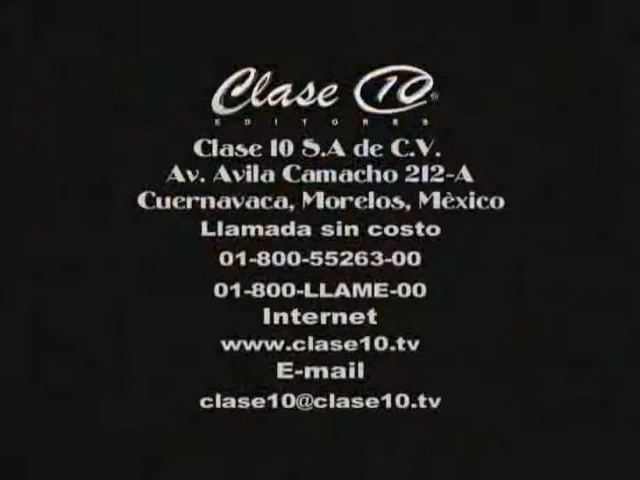 Clase 10®
EDITORES
Clase 10 S.A de C.V.
Av. Avila Camacho 212-A
Cuernavaca, Morelos, Mèxico
Llamada sin costo
01-800-55263-00
01-800-LLAME-00
Internet
www.clase10.tv
E-mail
clase10@clase10.tv